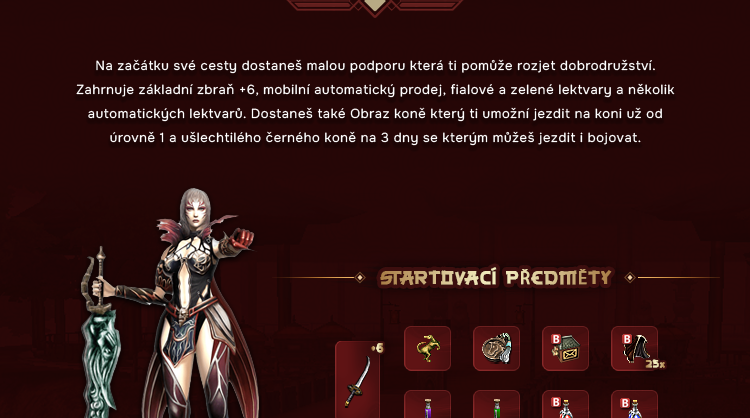 Na začátku své cesty dostaneš malou podporu která ti pomůže rozjet dobrodružství.
Zahrnuje základní zbraň +6, mobilní automatický prodej, fialové a zelené lektvary a několik
automatických lektvarů. Dostaneš také Obraz koně který ti umožní jezdit na koni už od
úrovně 1 a ušlechtilého černého koně na 3 dny se kterým můžeš jezdit i bojovat.
STARTOVACÍ PŘEDMĚTY
+6
B
B
25x
B
B